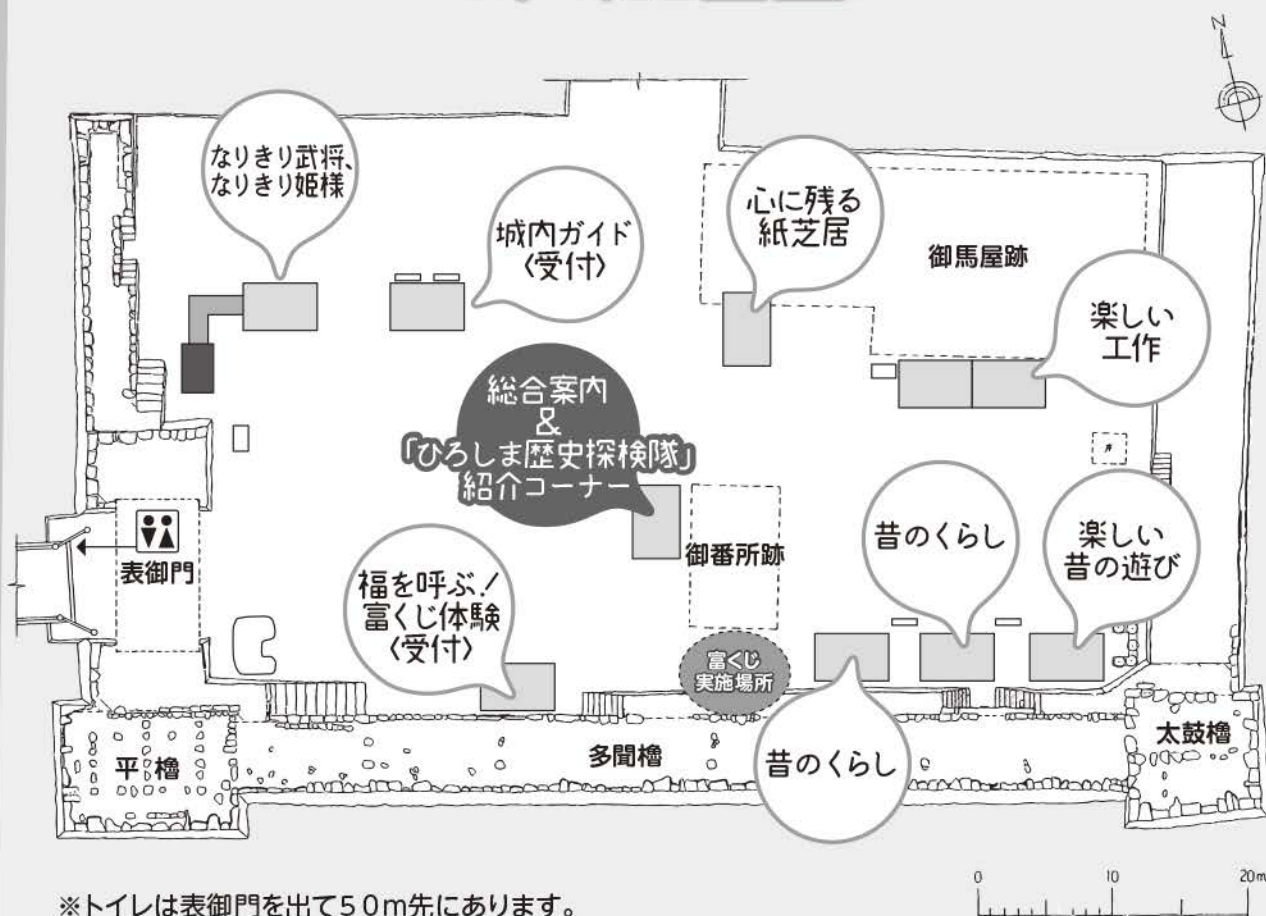 N
なりきり武将、
なりきり姫様
城内ガイド
〈受付〉
心に残る
紙芝居
御馬屋跡
楽しい
工作
総合案内
&
「ひろしま歴史探検隊」
紹介コーナー
井
表御門
御番所跡
昔のくらし
楽しい
昔の遊び
福を呼ぶ!
富くじ体験
〈受付〉
富くじ
実施場所
平櫓
多聞櫓
昔のくらし
太鼓櫓
0 10 20m
※トイレは表御門を出て50m先にあります。